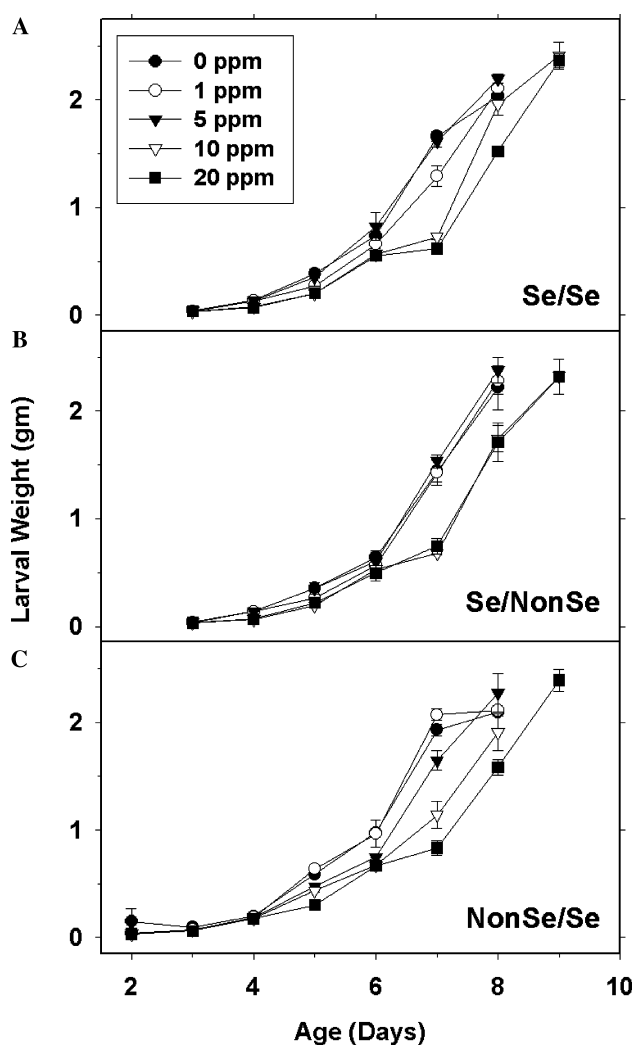 A
0 ppm
1 ppm
5 ppm
10 ppm
20 ppm
2
1
0
Se/Se
B
2
1
0
Se/NonSe
C
2
1
0
NonSe/Se
Larval Weight (gm)
2 4 6 8 10
Age (Days)